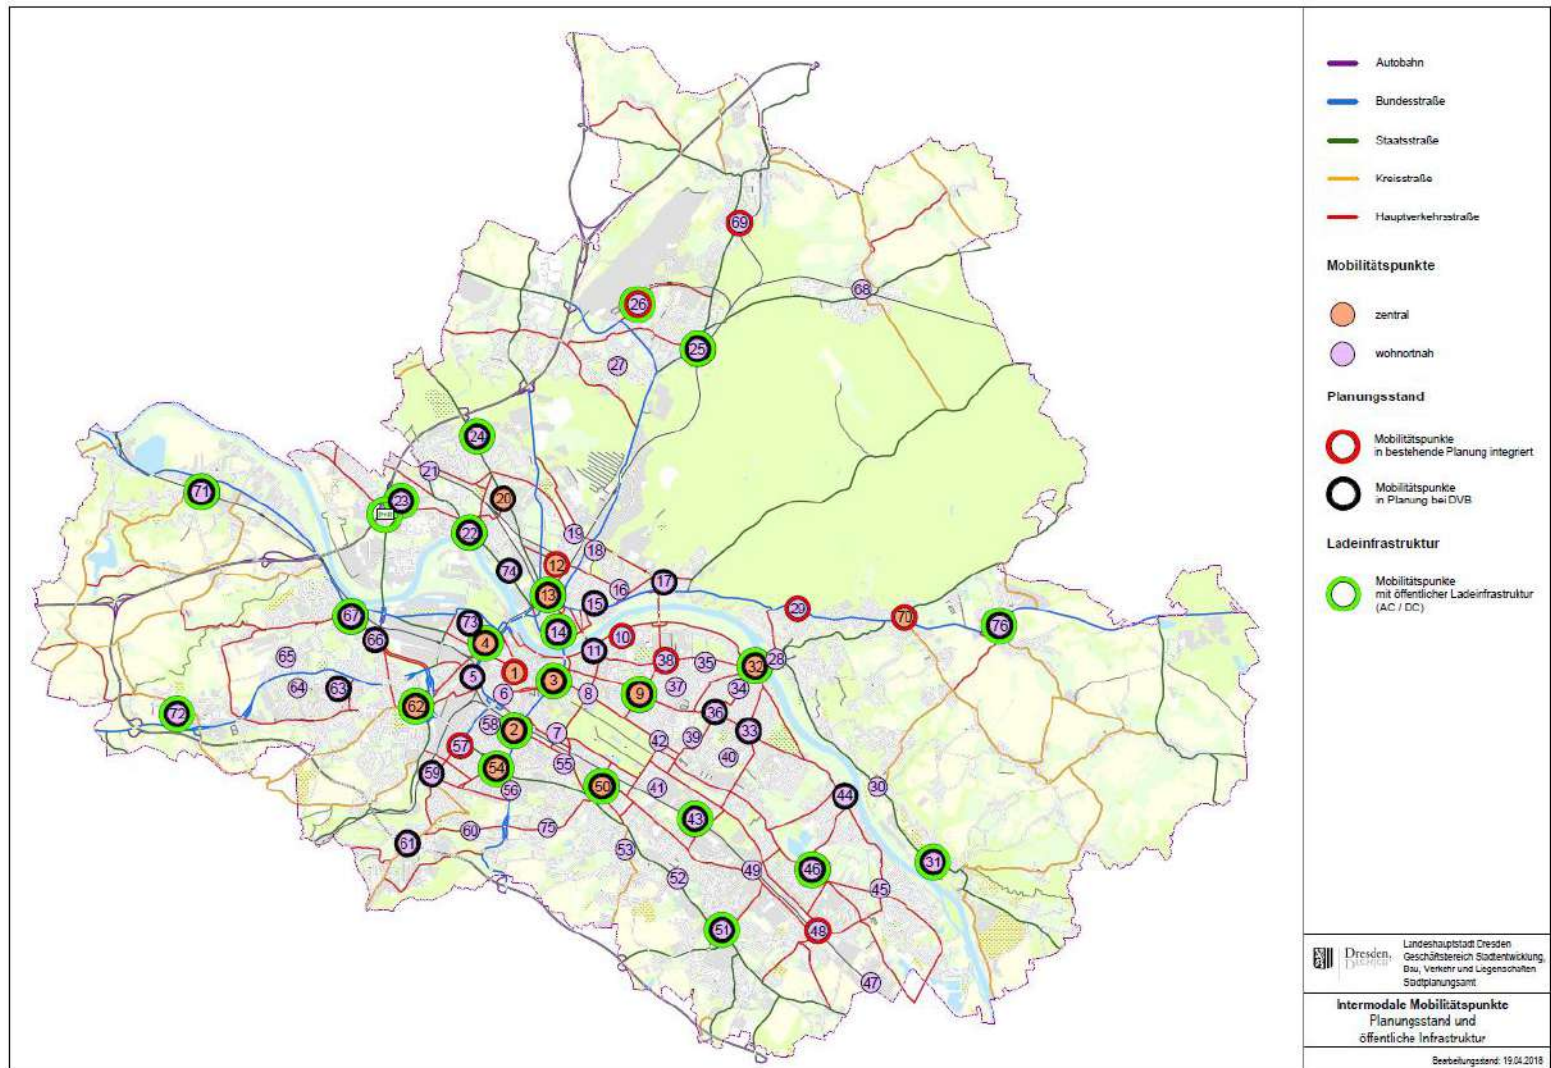 69
68
26
25
27
24
21
71
23
20
22
19
18
12
74
13
16
17
15
29
67
73
14
10
70
76
66
4
11
65
38
35
32
28
1
5
3
37
34
64
63
6
8
9
72
62
36
58
2
7
33
57
42
39
40
55
59
54
56
50
41
30
44
43
60
75
61
53
46
31
49
52
45
51
48
47
Autobahn
Bundesstraße
Staatsstraße
Kreisstraße
Hauptverkehrsstraße
Mobilitätspunkte
zentral
wohnortnah
Planungsstand
Mobilitätspunkte
in bestehende Planung integriert
Mobilitätspunkte
in Planung bei DVB
Ladeinfrastruktur
Mobilitätspunkte
mit öffentlicher Ladeinfrastruktur
(AC / DC)
Dresden.
Landeshauptstadt Dresden
Geschäftsbereich Stadtentwicklung,
Bau, Verkehr und Liegenschaften
Stadtplanungsamt
Intermodale Mobilitätspunkte
Planungsstand und
öffentliche Infrastruktur
Bearbeitungsstand: 19.04.2018